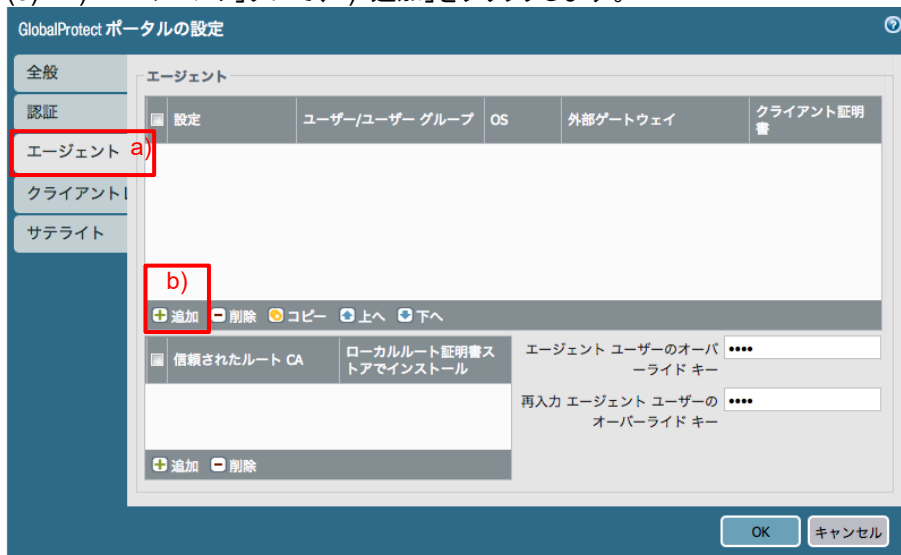 GlobalProtect ポータルの設定
全般
認証
エージェント a)
クライアント
サテライト
エージェント
設定 ユーザー/ユーザー グループ OS 外部ゲートウェイ クライアント証明
書
b)
追加 削除 コピー 上へ 下へ
信頼されたルート CA ローカルルート証明書ス
トアでインストール
追加 削除
エージェント ユーザーのオーバ ••••
ーライド キー
再入力 エージェント ユーザーの ••••
オーバーライド キー
OK キャンセル